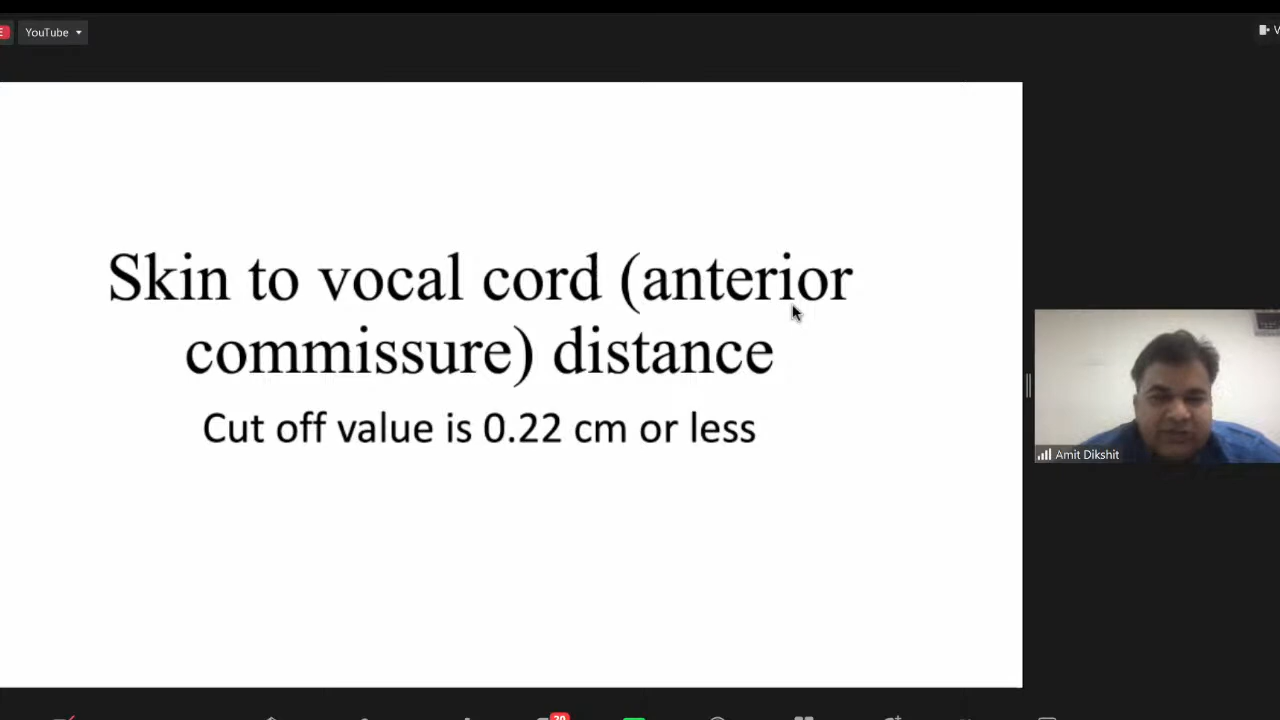 YouTube
Skin to vocal cord (anterior
commissure) distance
Cut off value is 0.22 cm or less
Amit Dikshit